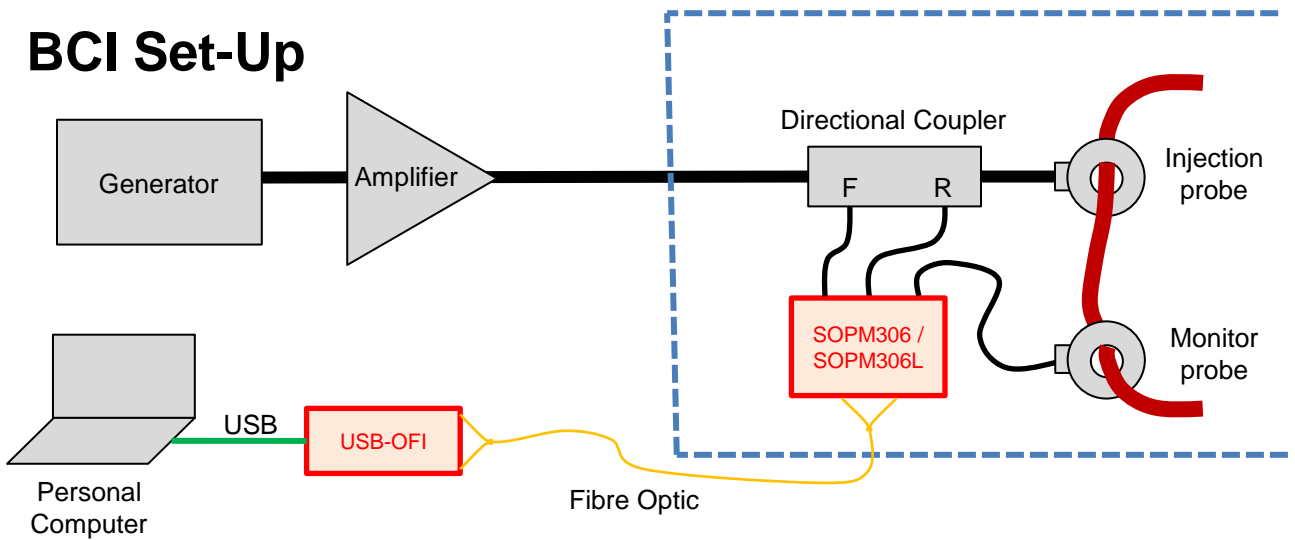 BCI Set-Up
Generator
Amplifier
Directional Coupler
F
R
Injection
probe
SOPM306 /
SOPM306L
Monitor
probe
USB
USB-OFI
Personal
Computer
Fibre Optic